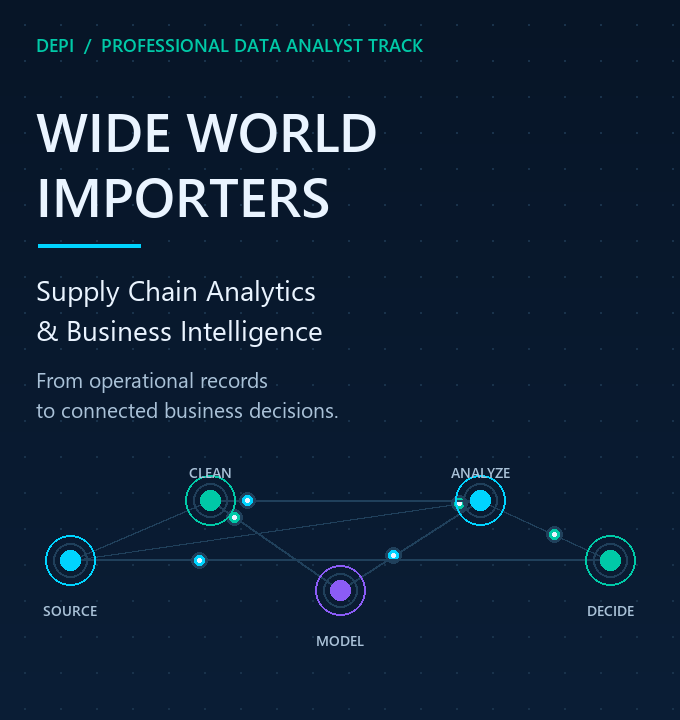 DEPI / PROFESSIONAL DATA ANALYST TRACK
WIDE WORLD
IMPORTERS
Supply Chain Analytics
& Business Intelligence
From operational records
to connected business decisions.
CLEAN
ANALYZE
SOURCE
DECIDE
MODEL